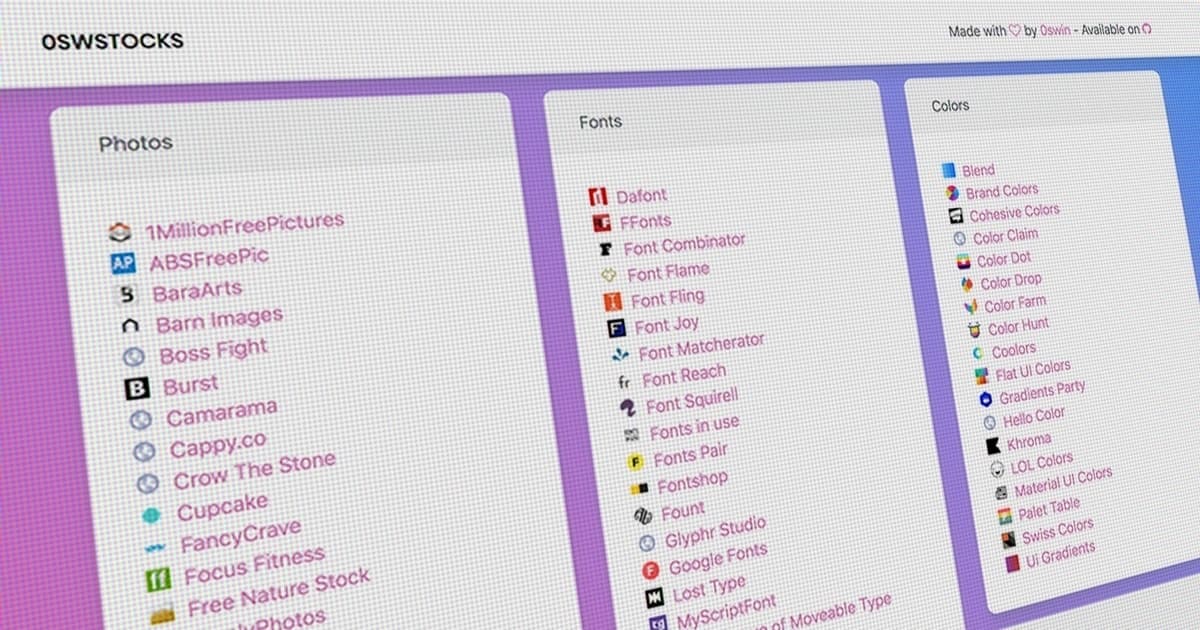 0SWSTOCKS
Made with by 0swin - Available on
Photos
1MillionFreePictures
ABSFreePic
BaraArts
Barn Images
Boss Fight
Burst
Camarama
Cappy.co
Crow The Stone
Cupcake
FancyCrave
Focus Fitness
Free Nature Stock
Photos
Fonts
Dafont
FFonts
Font Combinator
Font Flame
Font Fling
Font Joy
Font Matcherator
Font Reach
Font Squirell
Fonts in use
Fonts Pair
Fontshop
Fount
Glyphr Studio
Google Fonts
Lost Type
MyScriptFont
of Moveable Type
Colors
Blend
Brand Colors
Cohesive Colors
Color Claim
Color Dot
Color Drop
Color Farm
Color Hunt
Coolors
Flat UI Colors
Gradients Party
Hello Color
Khroma
LOL Colors
Material UI Colors
Palet Table
Swiss Colors
Ui Gradients